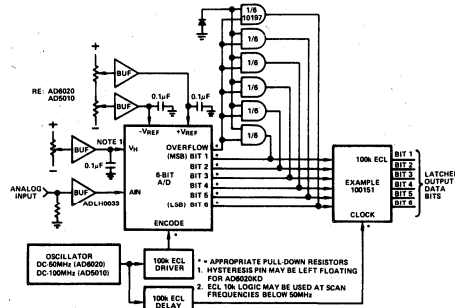 1/6
10197
1/6
1/6
1/6
1/6
1/6
RE: AD6020
AD5010
+
BUF
0.1µF
BUF
0.1µF
-VREF
+VREF
NOTE 1
BUF
VH
0.1µF
ANALOG
INPUT
BUF
AIN
ADLH0033
6-BIT
A/D
ENCODE
OVERFLOW
(MSB) BIT 1
BIT 2
BIT 3
BIT 4
BIT 5
(LSB) BIT 6
100k ECL
EXAMPLE
100151
CLOCK
BIT 1
BIT 2
BIT 3
BIT 4
BIT 5
BIT 6
LATCHED
OUTPUT
DATA
BITS
OSCILLATOR
DC-50MHz (AD6020)
DC-100MHz (AD5010)
100k ECL
DRIVER
100k ECL
DELAY
* = APPROPRIATE PULL-DOWN RESISTORS
1. HYSTERESIS PIN MAY BE LEFT FLOATING
FOR AD6020KD
2. ECL 10k LOGIC MAY BE USED AT SCAN
FREQUENCIES BELOW 50MHz